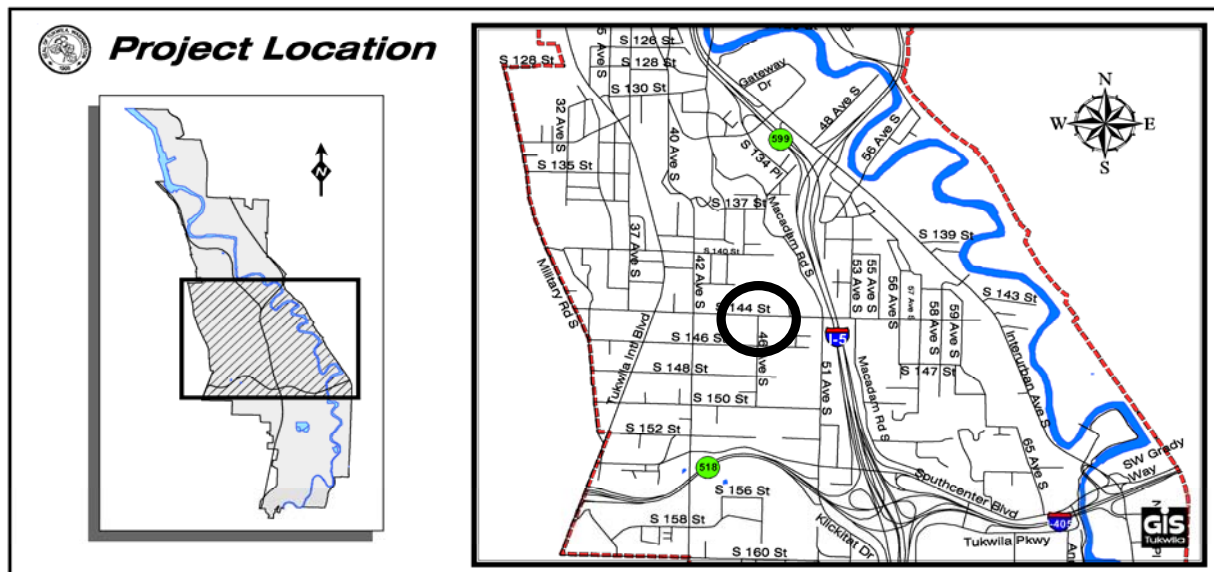 Project Location
N
S 126 St
S 128 St
S 128 St
S 130 St
Gateway
Dr
48 Ave S
56 Ave S
N
W
E
S
32 Ave S
40 Ave S
599
S 134 Pl
S 135 St
S 137 St
Macadam Rd S
37 Ave S
S 139 St
S 140 St
Military Rd S
42 Ave S
53 Ave S
55 Ave S
56 Ave S
57 Ave S
58 Ave S
59 Ave S
S 143 St
S 144 St
Tukwila Intl Blvd
S 146 St
46 Ave S
I-5
Interurban Ave S
S 148 St
51 Ave S
Macadam Rd S
S 147 St
S 150 St
S 152 St
65 Ave S
SW Grady
Way
518
Southcenter Blvd
S 156 St
Klickitat Dr
I-405
GIS
Tukwila
S 158 St
Tukwila Pkwy
S 160 St